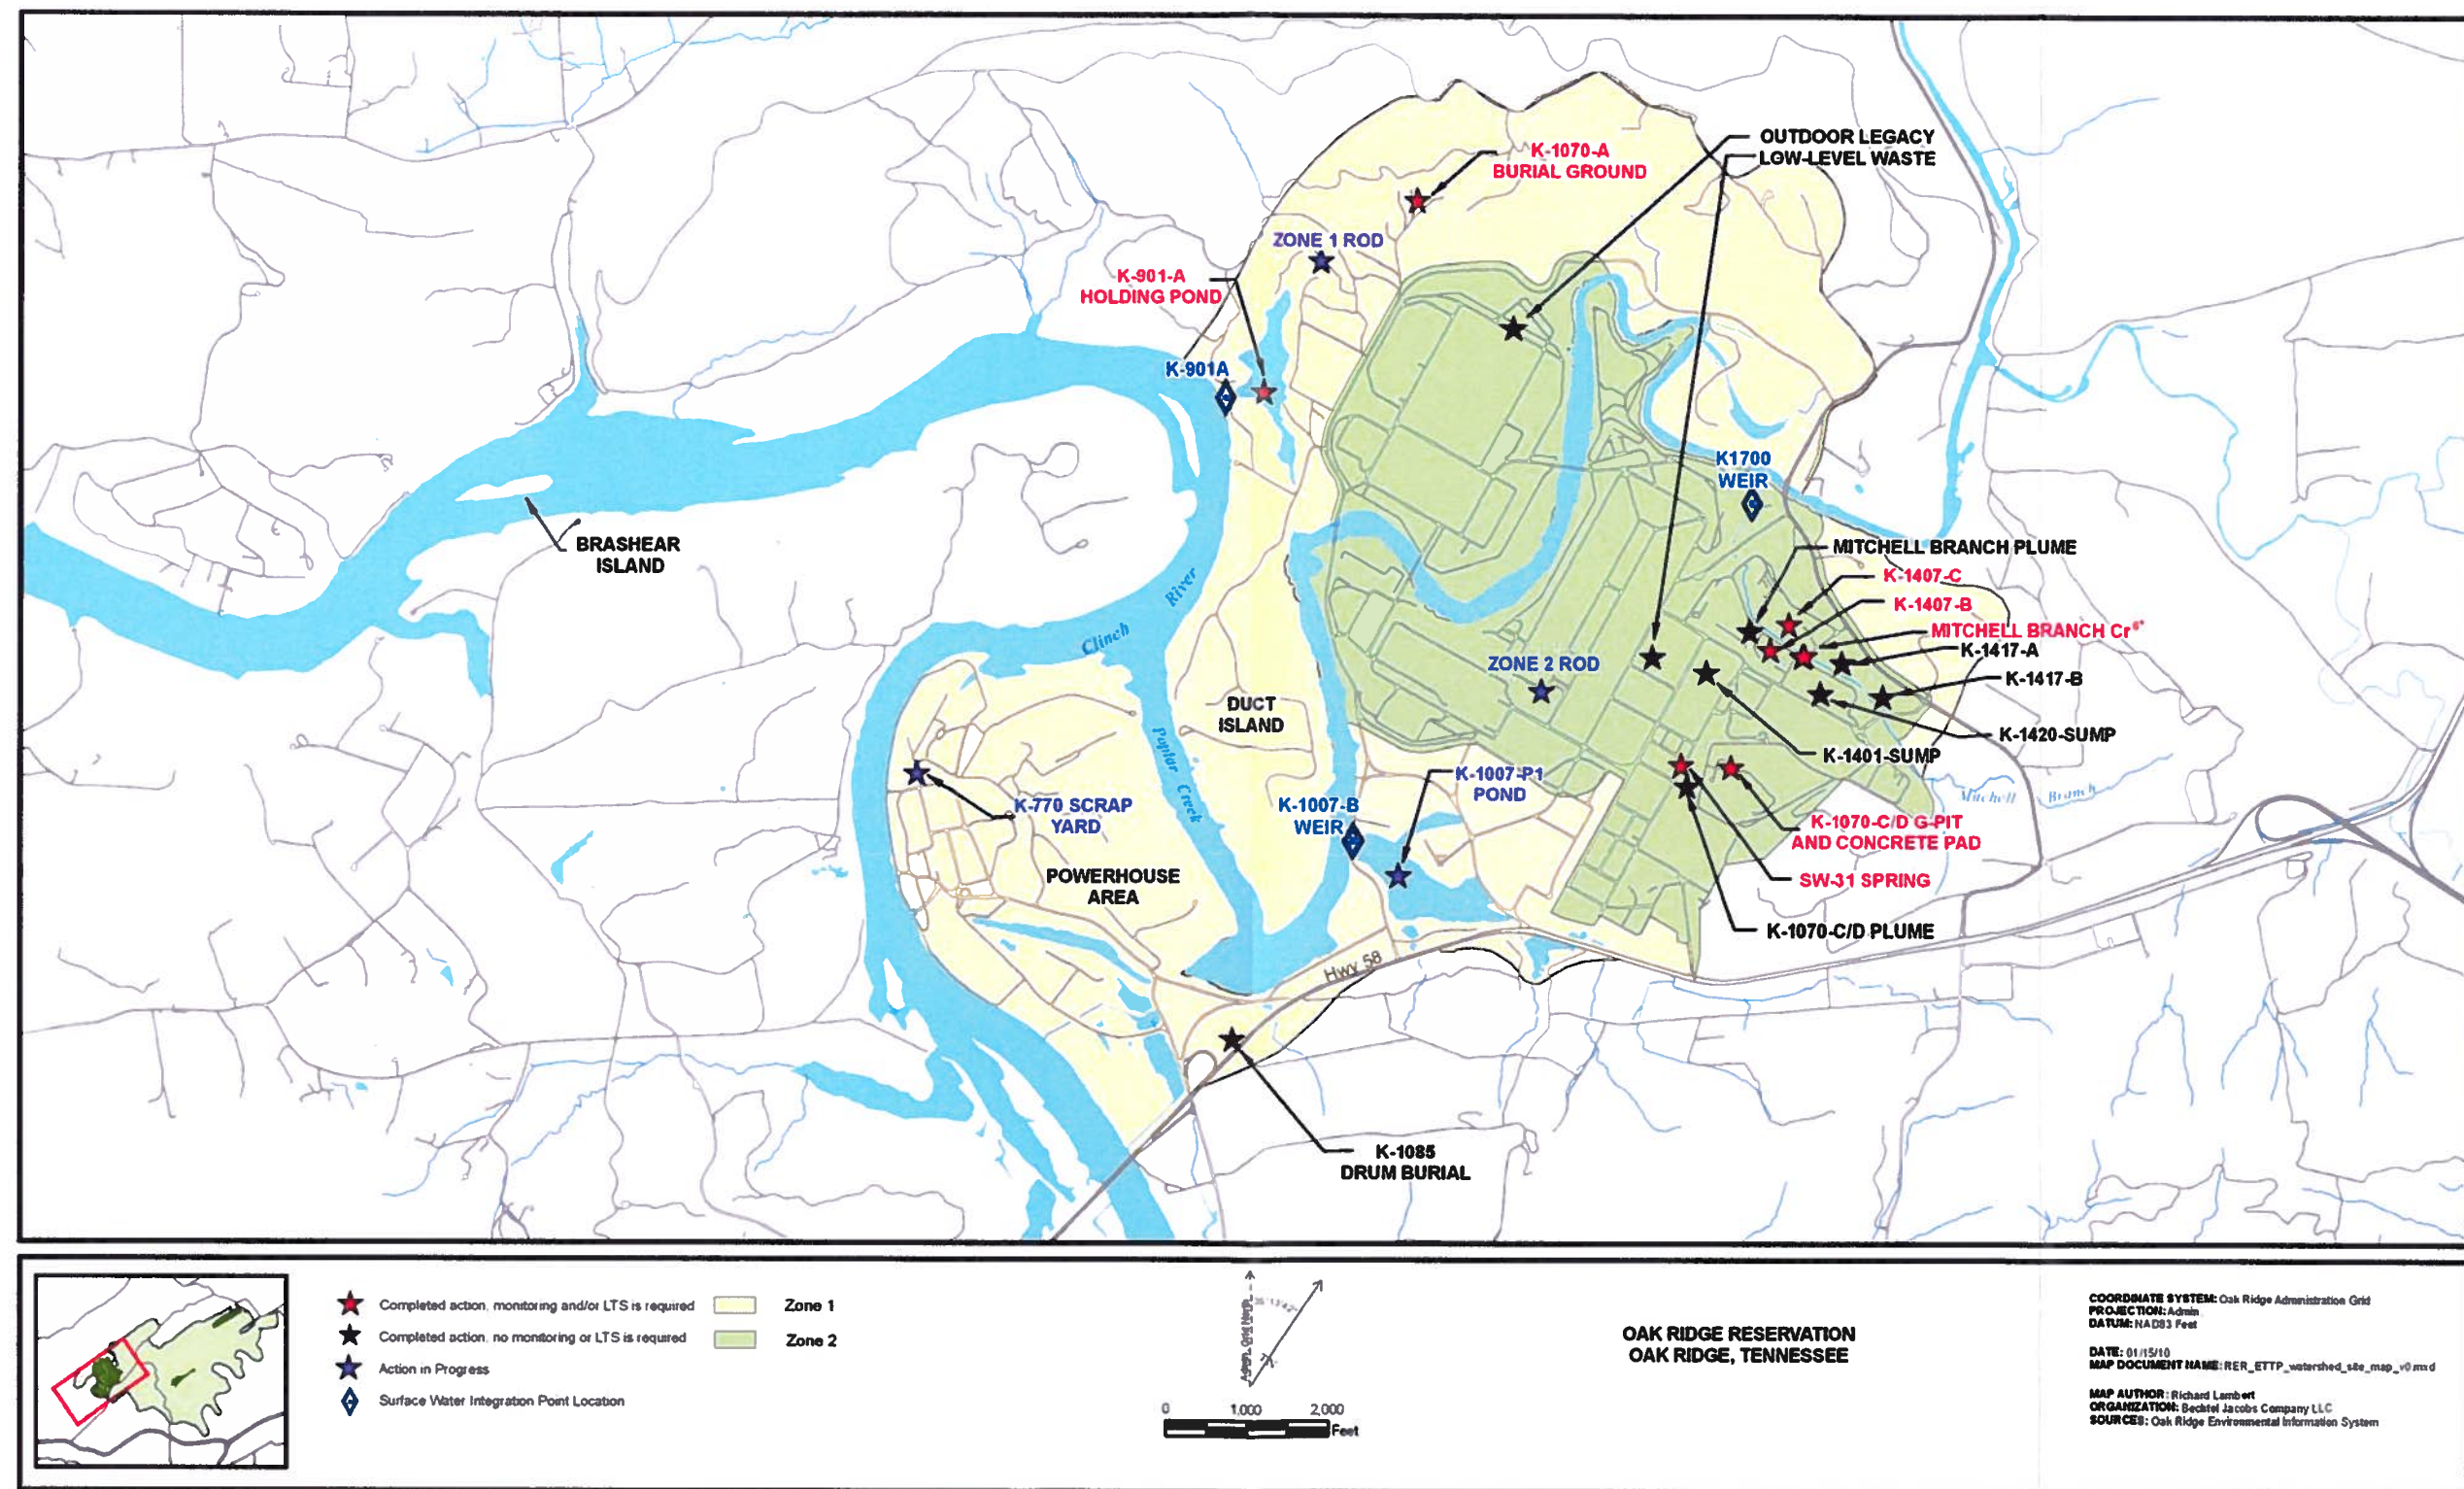 OUTDOOR LEGACY
LOW-LEVEL WASTE
K-1070-A
BURIAL GROUND
ZONE 1 ROD
K-901-A
HOLDING POND
K-901A
K1700
WEIR
BRASHEAR
ISLAND
MITCHELL BRANCH PLUME
K-1407-C
K-1407-B
MITCHELL BRANCH Cr⁶⁺
K-1417-A
K-1417-B
K-1420-SUMP
K-1401-SUMP
River
Clinch
ZONE 2 ROD
DUCT
ISLAND
Poplar Creek
K-770 SCRAP
YARD
K-1007-P1
POND
K-1007-B
WEIR
Mitchell Branch
K-1070-C/D G-PIT
AND CONCRETE PAD
POWERHOUSE
AREA
SW-31 SPRING
K-1070-C/D PLUME
Hwy 58
K-1085
DRUM BURIAL
Completed action, monitoring and/or LTS is required
Completed action, no monitoring or LTS is required
Action in Progress
Surface Water Integration Point Location
Zone 1
Zone 2
0 1,000 2,000
Feet
OAK RIDGE RESERVATION
OAK RIDGE, TENNESSEE
COORDINATE SYSTEM: Oak Ridge Administration Grid
PROJECTION: Admin
DATUM: NAD83 Feet
DATE: 01/15/10
MAP DOCUMENT NAME: RER_ETTP_watershed_site_map_v0.mxd
MAP AUTHOR: Richard Lambert
ORGANIZATION: Bechtel Jacobs Company LLC
SOURCES: Oak Ridge Environmental Information System